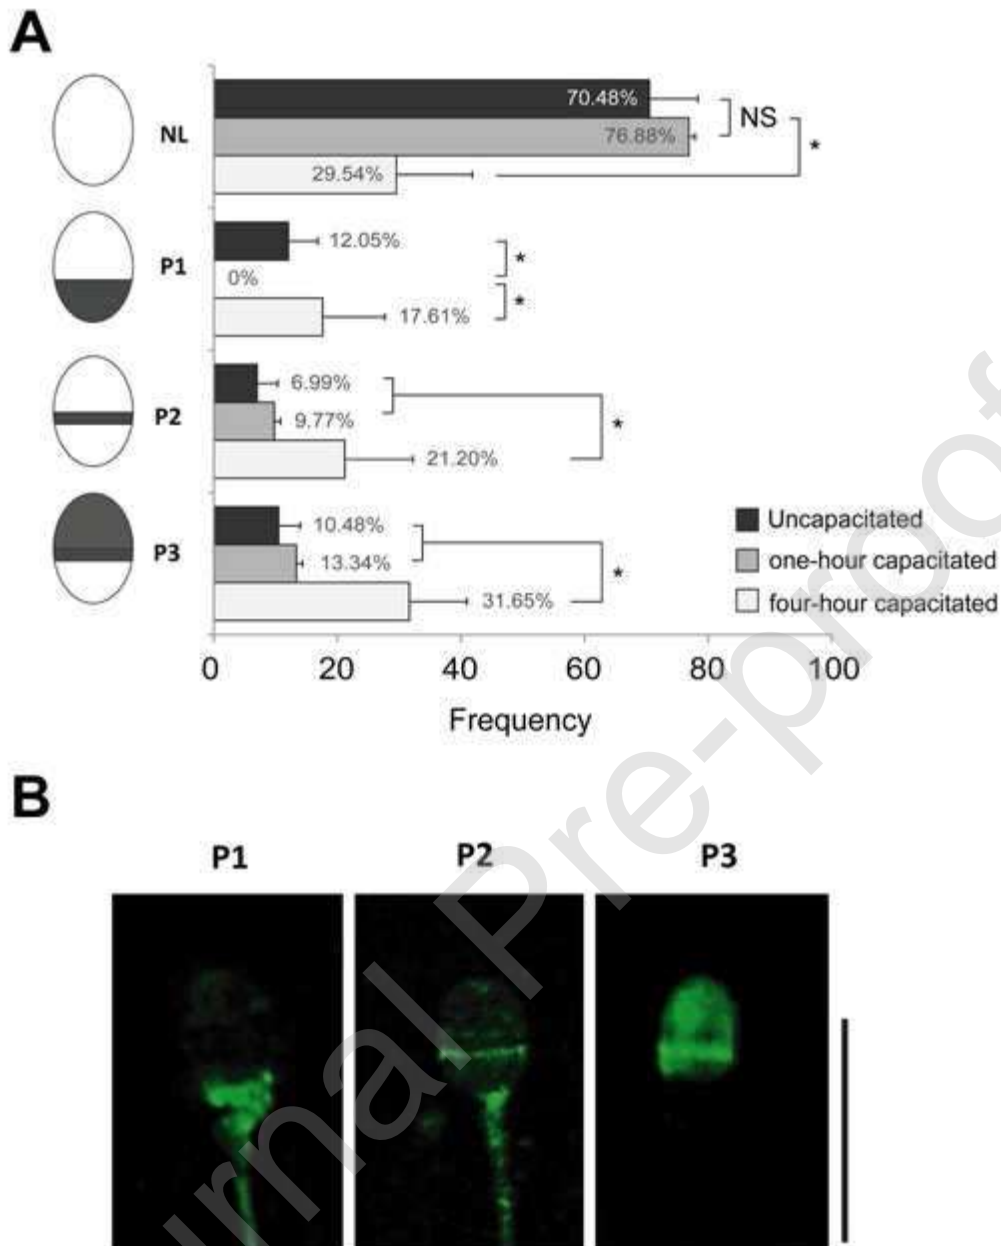 A
NL
70.48%
76.88%
29.54%
NS
*
P1
12.05%
0%
17.61%
*
*
P2
6.99%
9.77%
21.20%
*
P3
10.48%
13.34%
31.65%
*
Uncapacitated
one-hour capacitated
four-hour capacitated
0 20 40 60 80 100
Frequency
B
P1 P2 P3
urnal Pre-proof